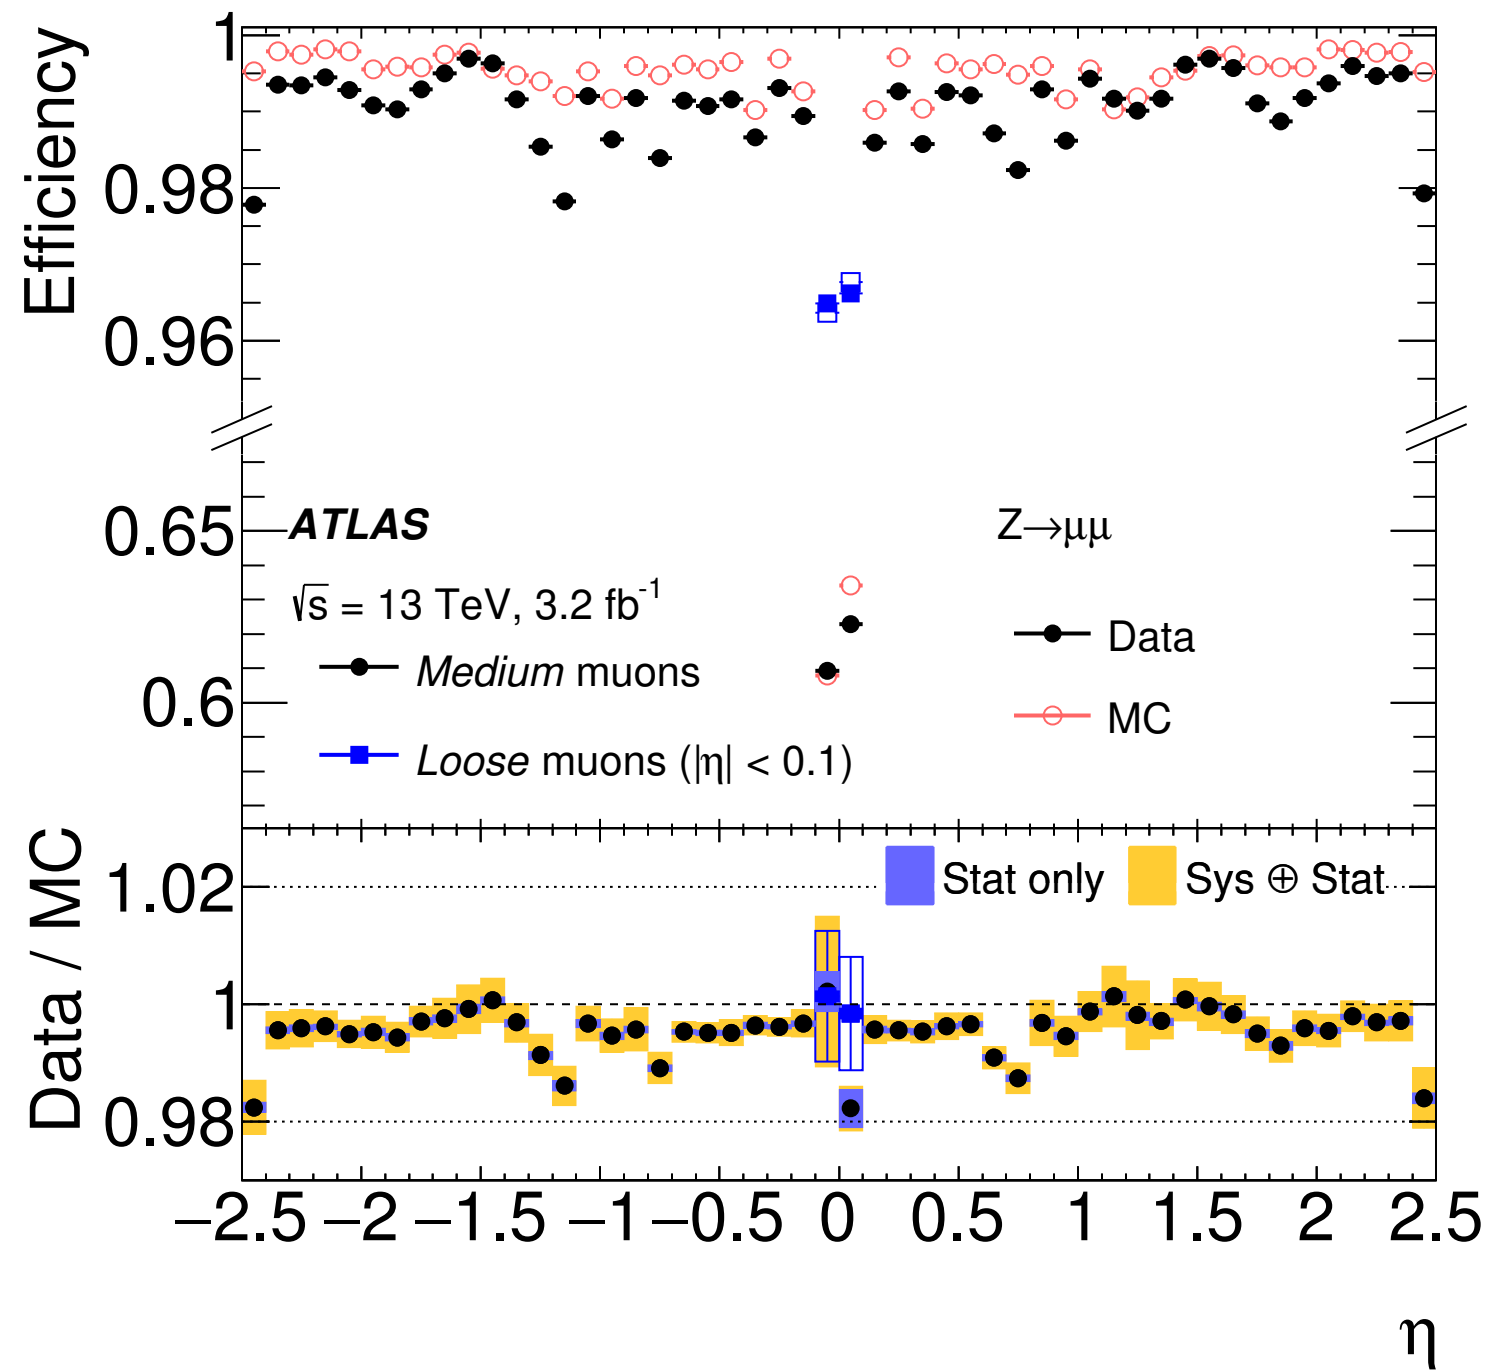 Efficiency
1
0.98
0.96
0.65
0.6
ATLAS
√s = 13 TeV, 3.2 fb⁻¹
Medium muons
Loose muons (|η| < 0.1)
Z→μμ
Data
MC
Data / MC
1.02
1
0.98
Stat only
Sys ⊕ Stat
−2.5 −2 −1.5 −1 −0.5 0 0.5 1 1.5 2 2.5
η